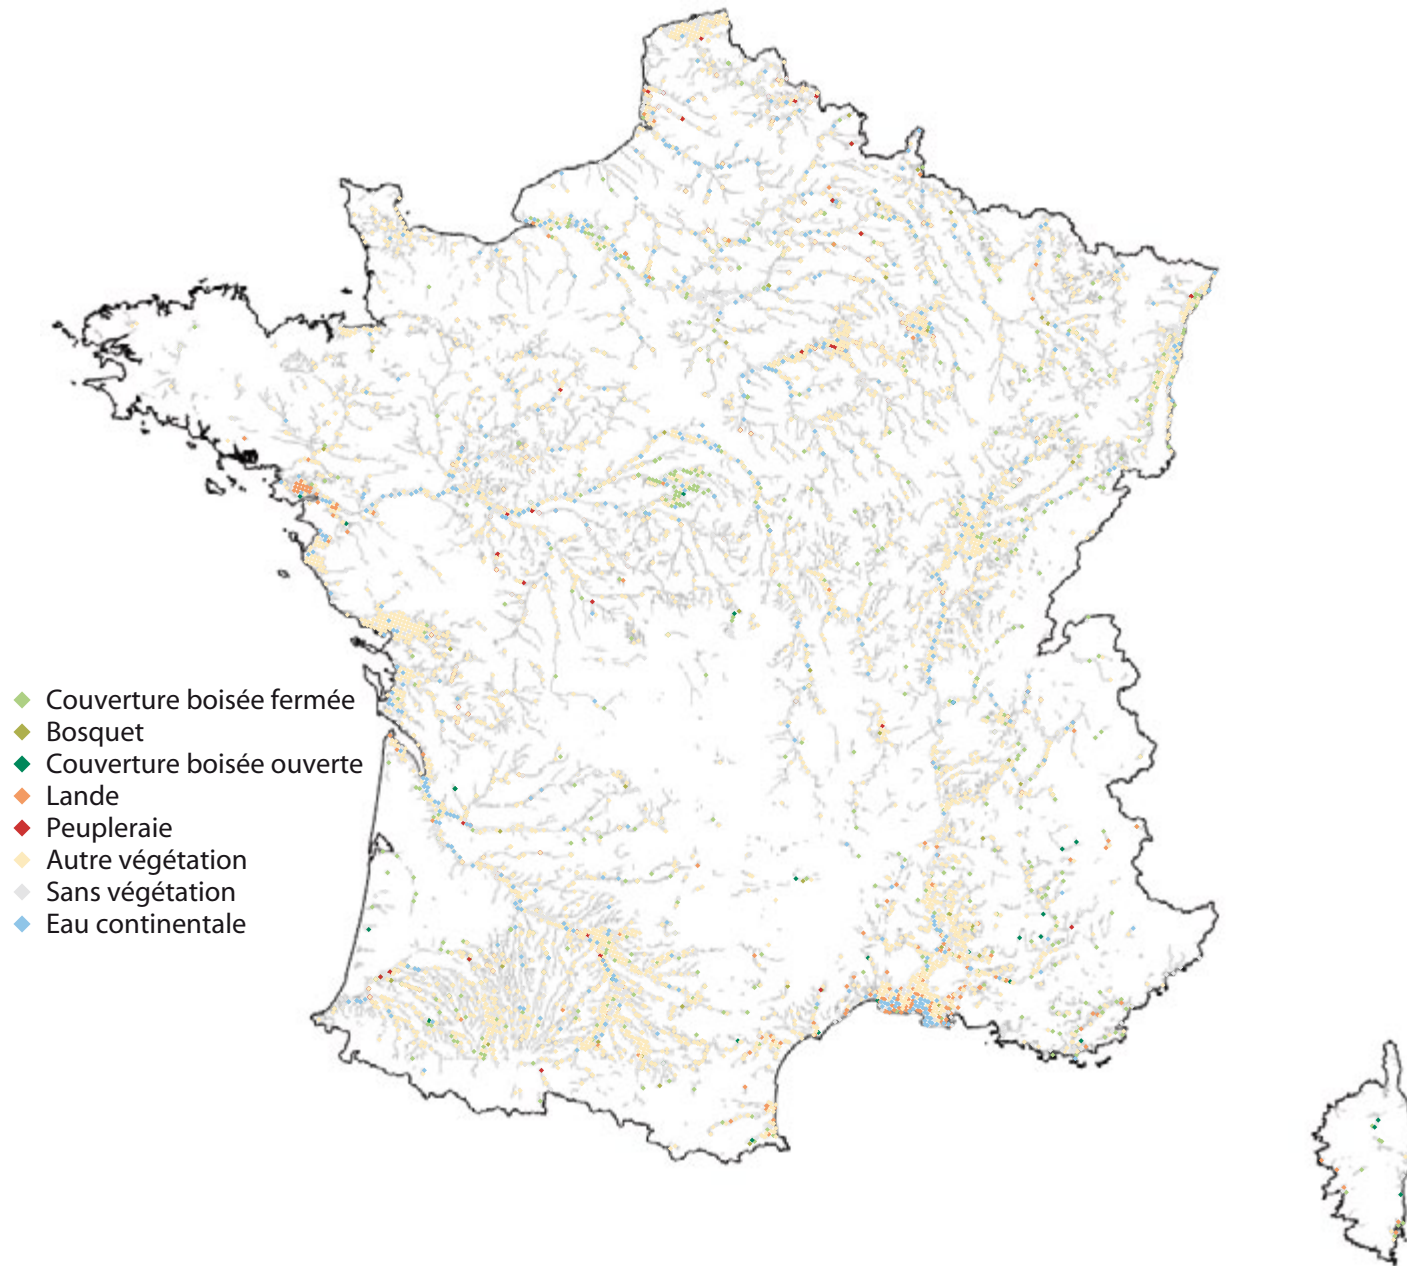 Couverture boisée fermée
Bosquet
Couverture boisée ouverte
Lande
Peupleraie
Autre végétation
Sans végétation
Eau continentale